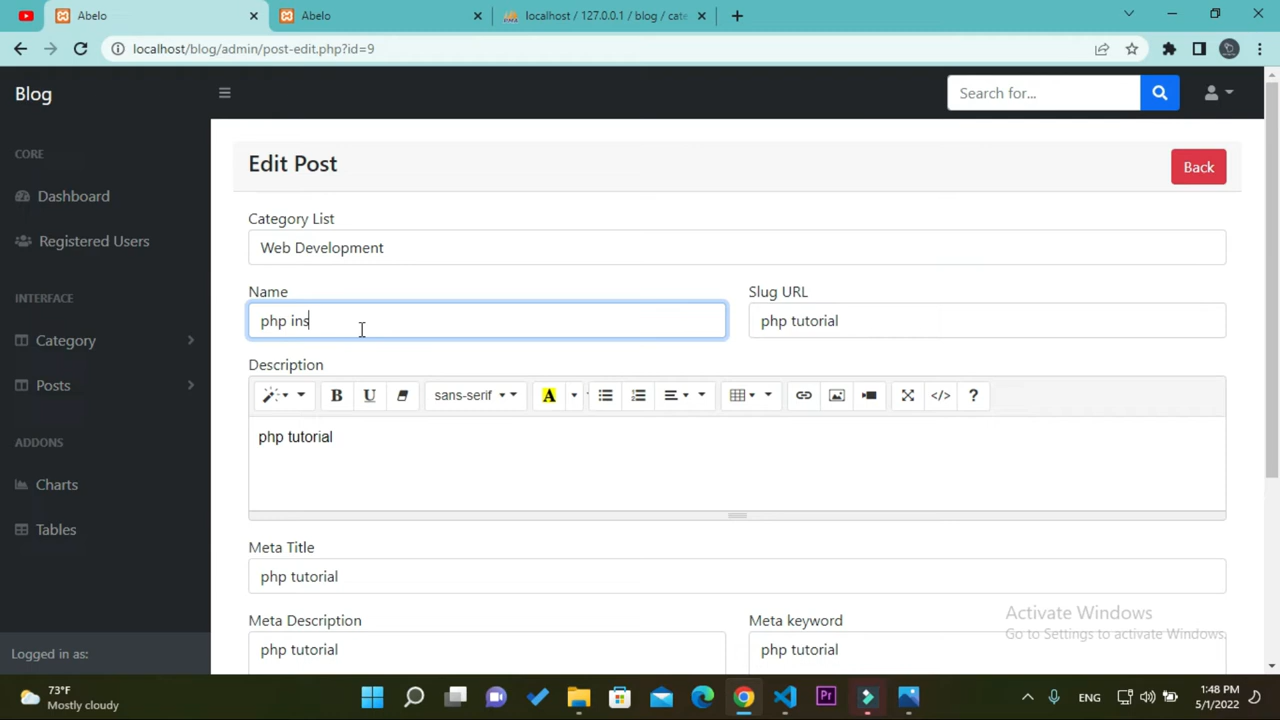 Abelo
Abelo
localhost / 127.0.0.1 / blog / cate
localhost/blog/admin/post-edit.php?id=9
Blog
Search for...
CORE
Dashboard
Registered Users
INTERFACE
Category
Posts
ADDONS
Charts
Tables
Logged in as:
Edit Post
Back
Category List
Web Development
Name
Slug URL
php ins
php tutorial
Description
B U sans-serif A </> ?
php tutorial
Meta Title
php tutorial
Meta Description
Meta keyword
php tutorial
php tutorial
Activate Windows
Go to Settings to activate Windows.
73°F
Mostly cloudy
Pr
ENG
1:48 PM
5/1/2022